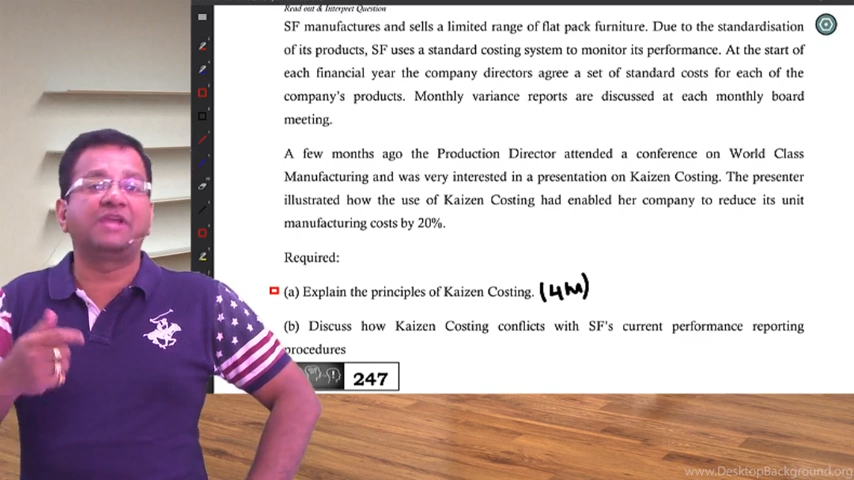 Read out & Interpret Question
SF manufactures and sells a limited range of flat pack furniture. Due to the standardisation
of its products, SF uses a standard costing system to monitor its performance. At the start of
each financial year the company directors agree a set of standard costs for each of the
company's products. Monthly variance reports are discussed at each monthly board
meeting.
A few months ago the Production Director attended a conference on World Class
Manufacturing and was very interested in a presentation on Kaizen Costing. The presenter
illustrated how the use of Kaizen Costing had enabled her company to reduce its unit
manufacturing costs by 20%.
Required:
(a) Explain the principles of Kaizen Costing. (4M)
(b) Discuss how Kaizen Costing conflicts with SF's current performance reporting
procedures
247
www.DesktopBackground.org